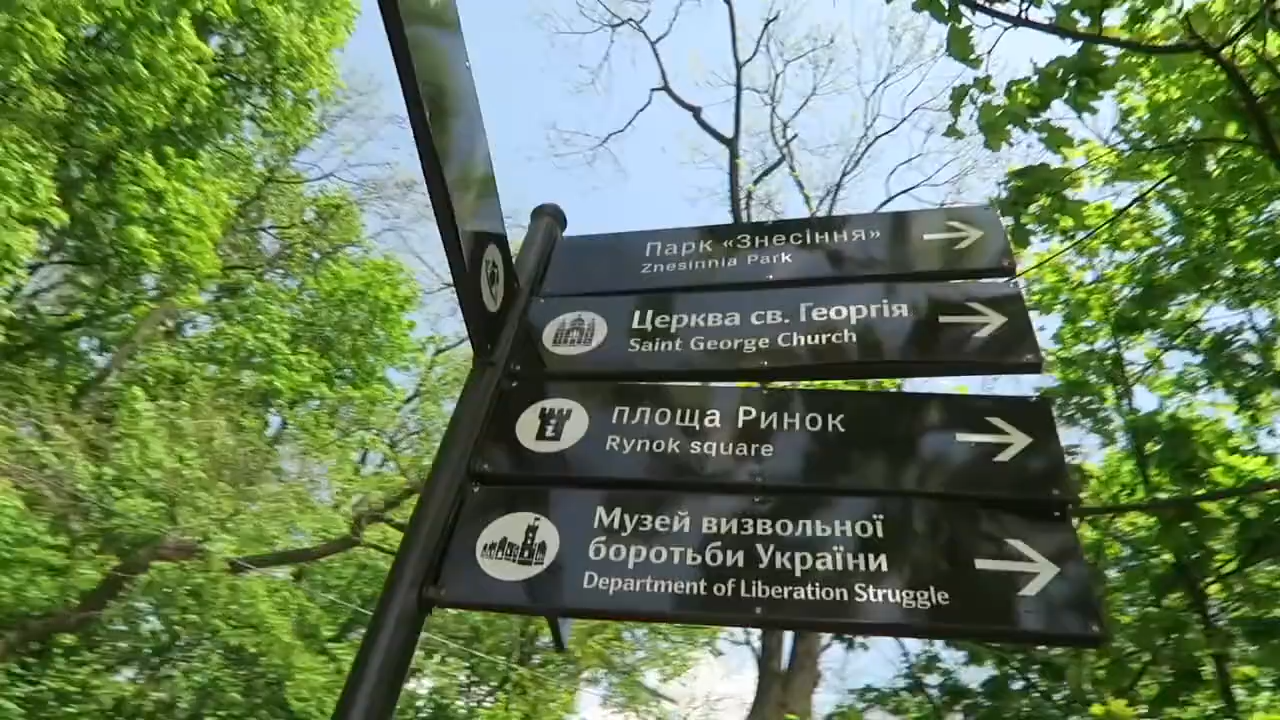 Парк «Знесіння»
Znesinnia Park
Церква св. Георгія
Saint George Church
площа Ринок
Rynok square
Музей визвольної
боротьби України
Department of Liberation Struggle